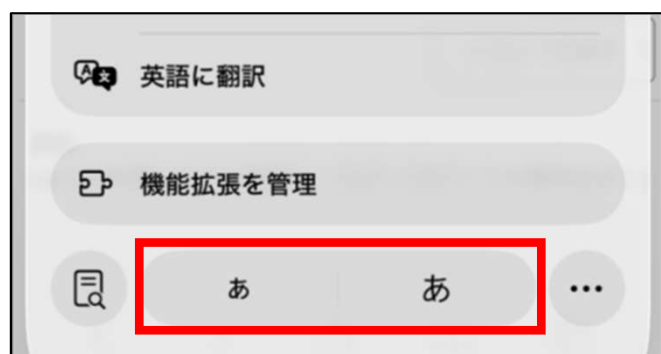 英語に翻訳
機能拡張を管理
ぁ あ